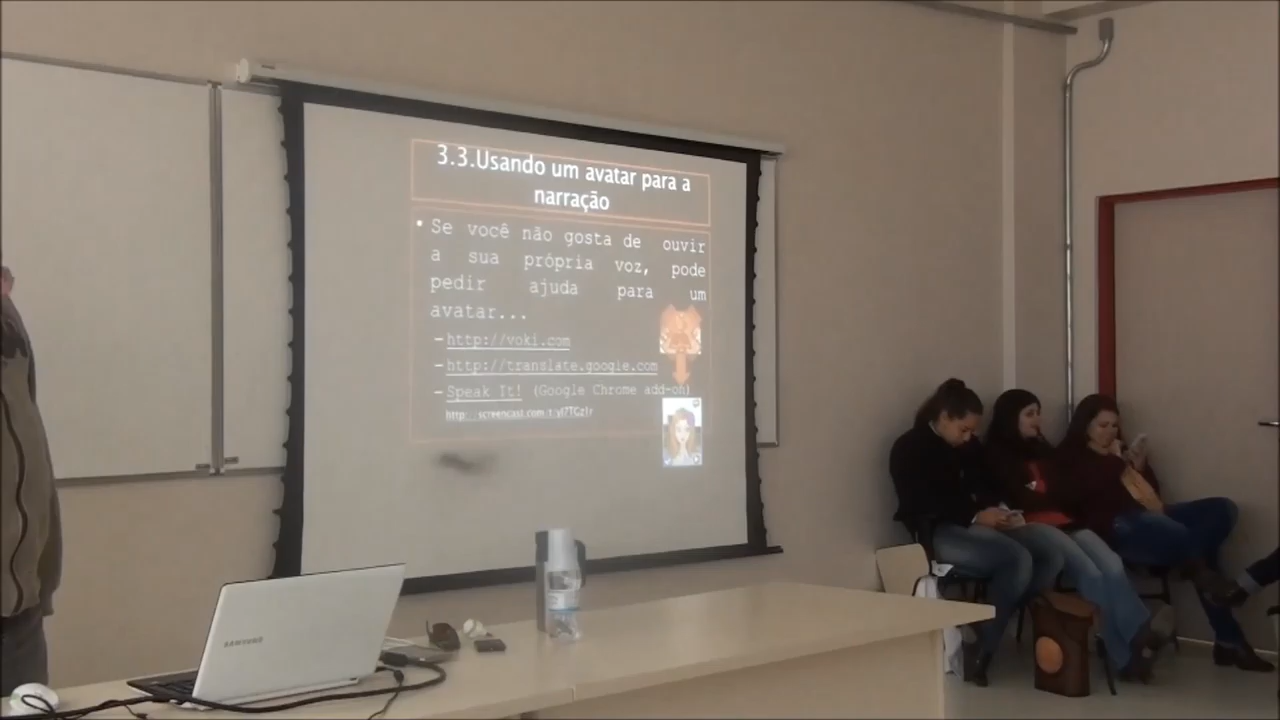 3.3.Usando um avatar para a
narração
• Se você não gosta de ouvir
a sua própria voz, pode
pedir ajuda para um
avatar...
–http://voki.com
–http://translate.google.com
–Speak It! (Google Chrome add-on)
SAMSUNG